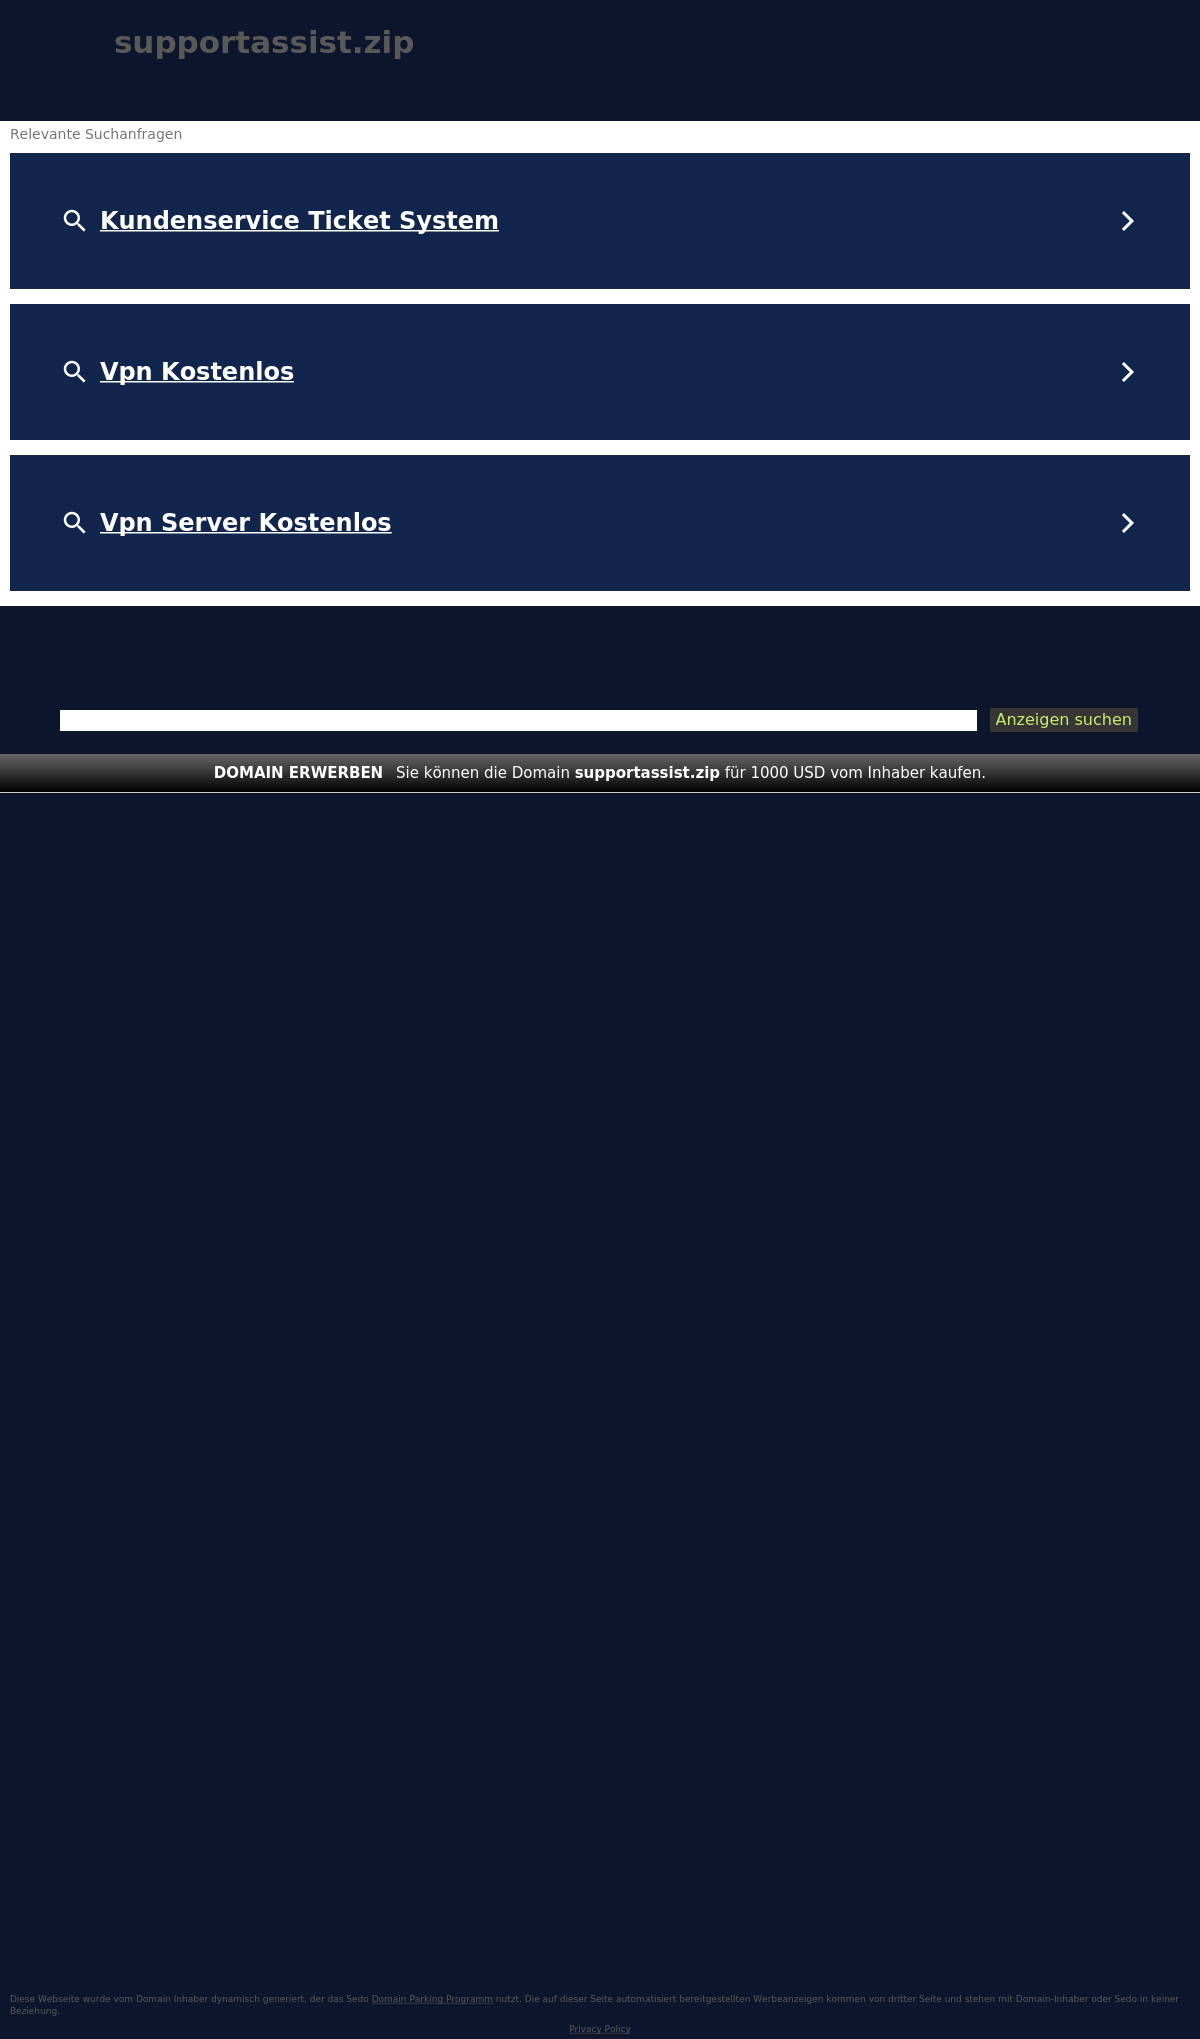 supportassist.zip
Relevante Suchanfragen
Kundenservice Ticket System
Vpn Kostenlos
Vpn Server Kostenlos
Anzeigen suchen
DOMAIN ERWERBEN Sie können die Domain supportassist.zip für 1000 USD vom Inhaber kaufen.
Diese Webseite wurde vom Domain Inhaber dynamisch generiert, der das Sedo Domain Parking Programm nutzt. Die auf dieser Seite automatisiert bereitgestellten Werbeanzeigen kommen von dritter Seite und stehen mit Domain-Inhaber oder Sedo in keiner
Beziehung.
Privacy Policy